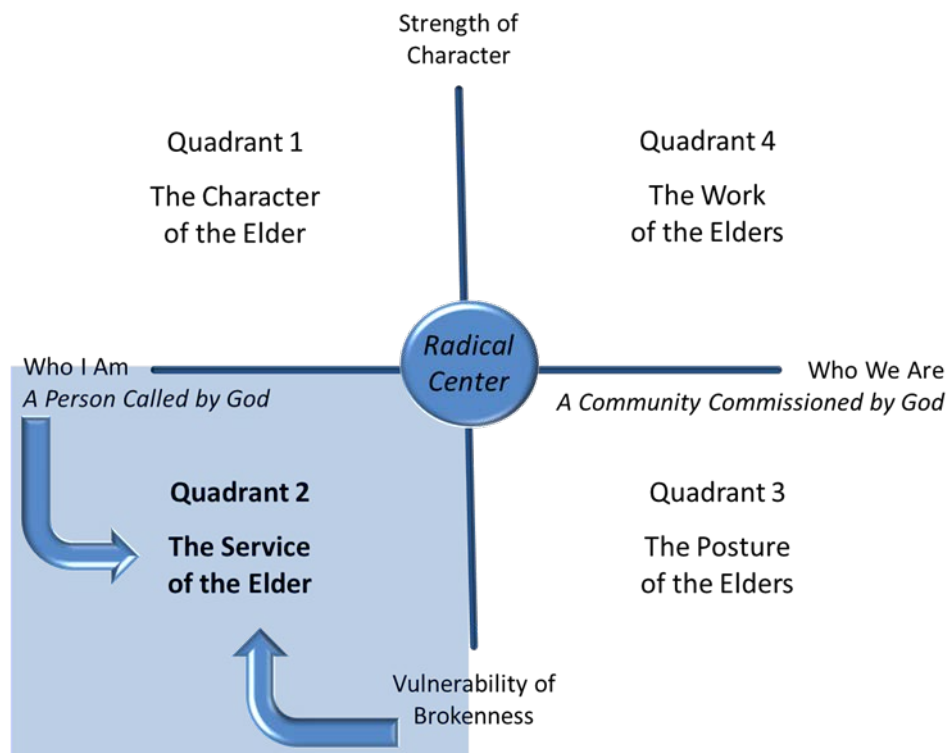 Strength of
Character
Quadrant 1
The Character
of the Elder
Quadrant 4
The Work
of the Elders
Radical
Center
Who I Am
A Person Called by God
Who We Are
A Community Commissioned by God
Quadrant 2
The Service
of the Elder
Quadrant 3
The Posture
of the Elders
Vulnerability of
Brokenness